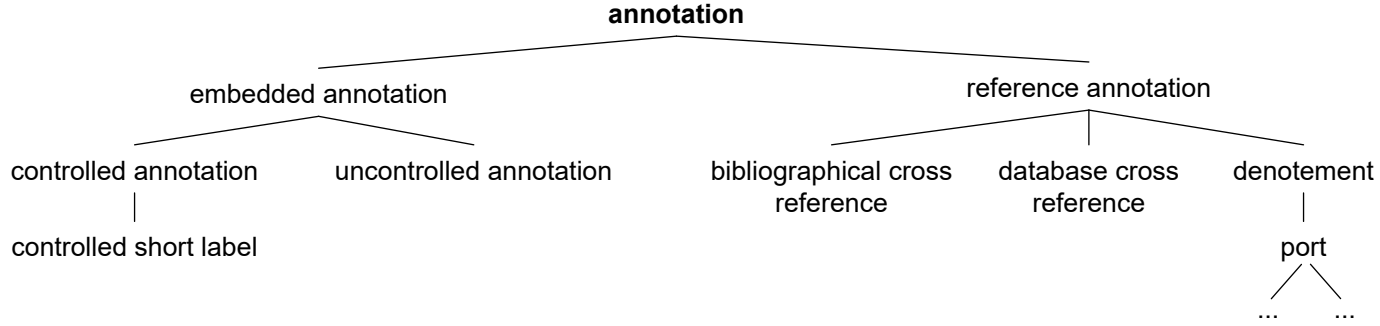 annotation
embedded annotation
reference annotation
controlled annotation
uncontrolled annotation
bibliographical cross
reference
database cross
reference
denotement
controlled short label
port
...
...